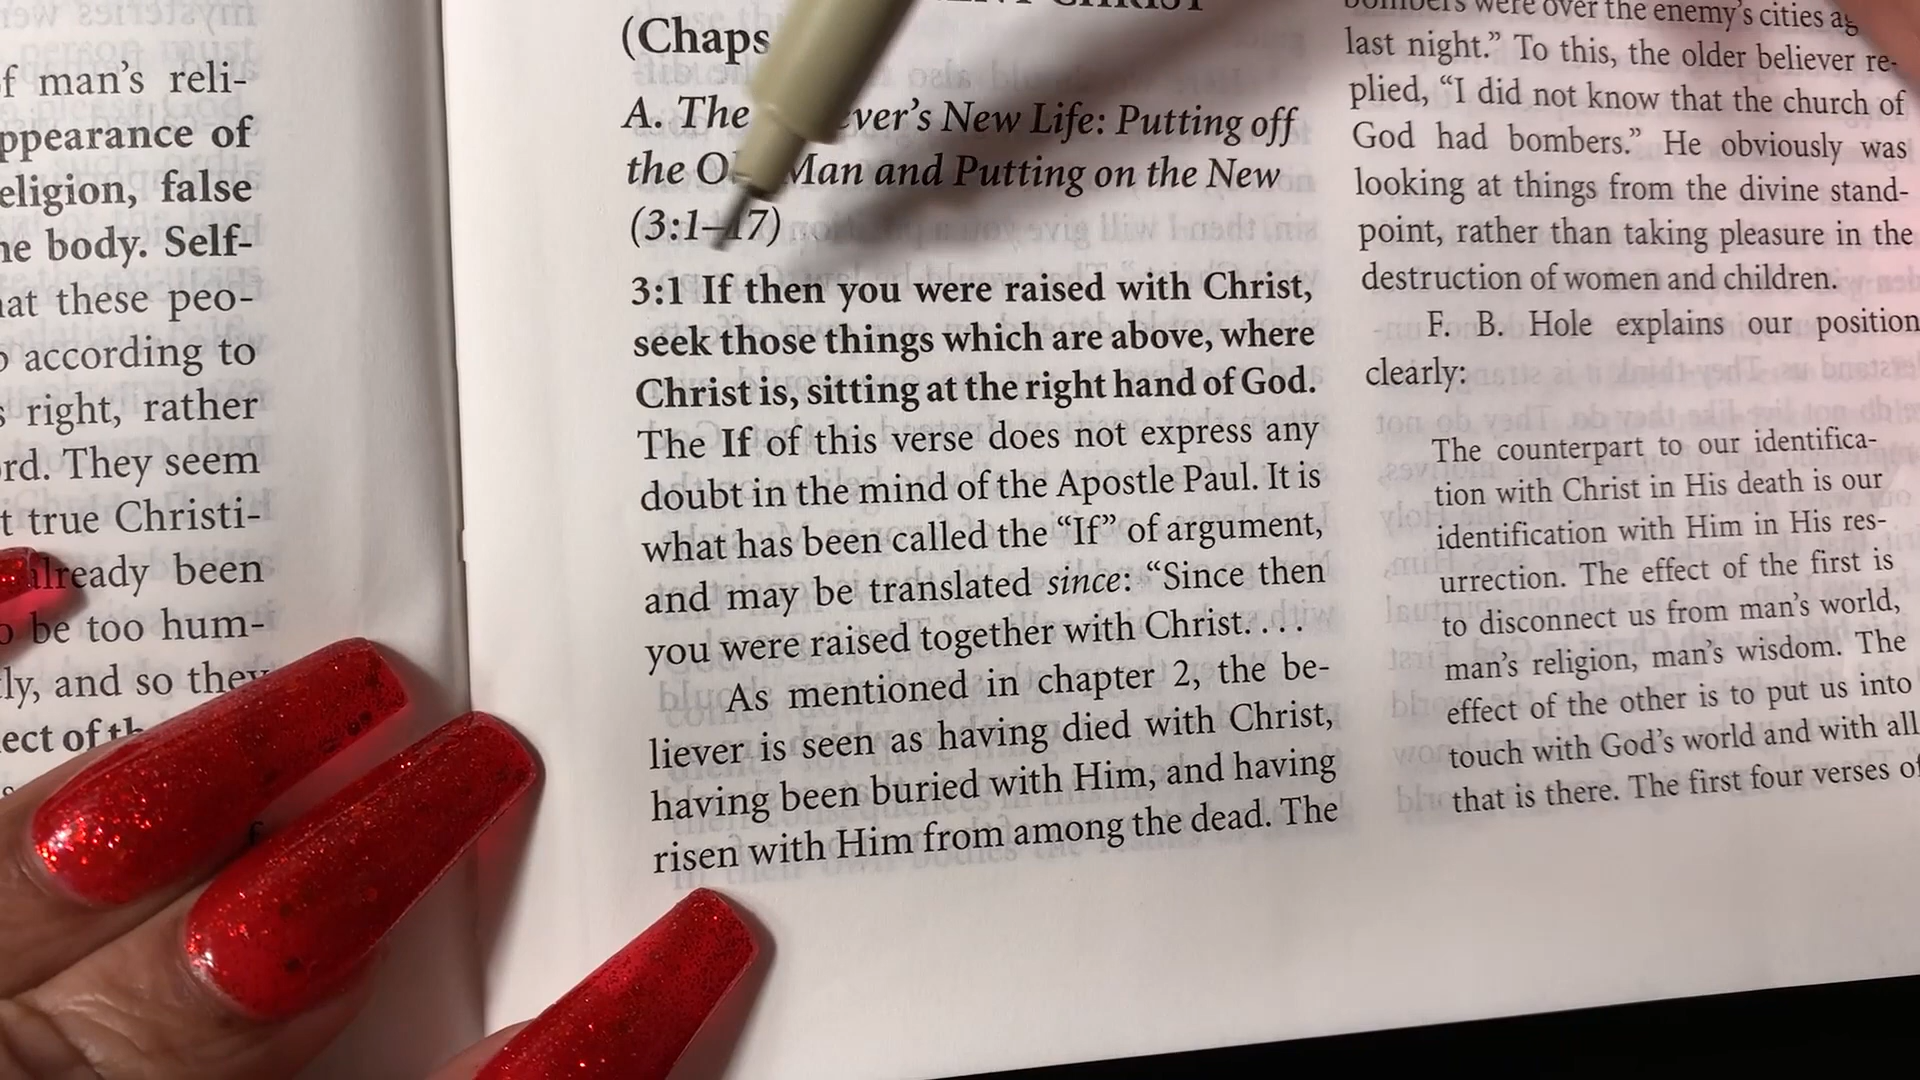 f man's reli-
ppearance of
eligion, false
he body. Self-
hat these peo-
o according to
s right, rather
ord. They seem
t true Christi-
already been
o be too hum-
ly, and so they
ect of th
(Chaps
A. The ver's New Life: Putting off
the O Man and Putting on the New
(3:1–17)
3:1 If then you were raised with Christ,
seek those things which are above, where
Christ is, sitting at the right hand of God.
The If of this verse does not express any
doubt in the mind of the Apostle Paul. It is
what has been called the “If” of argument,
and may be translated since: “Since then
you were raised together with Christ. . . .
As mentioned in chapter 2, the be-
liever is seen as having died with Christ,
having been buried with Him, and having
risen with Him from among the dead. The
bombers were over the enemy's cities ag
last night.” To this, the older believer re-
plied, “I did not know that the church of
God had bombers.” He obviously was
looking at things from the divine stand-
point, rather than taking pleasure in the
destruction of women and children.
F. B. Hole explains our position
clearly:
The counterpart to our identifica-
tion with Christ in His death is our
identification with Him in His res-
urrection. The effect of the first is
to disconnect us from man's world,
man's religion, man's wisdom. The
effect of the other is to put us into
touch with God's world and with all
that is there. The first four verses of